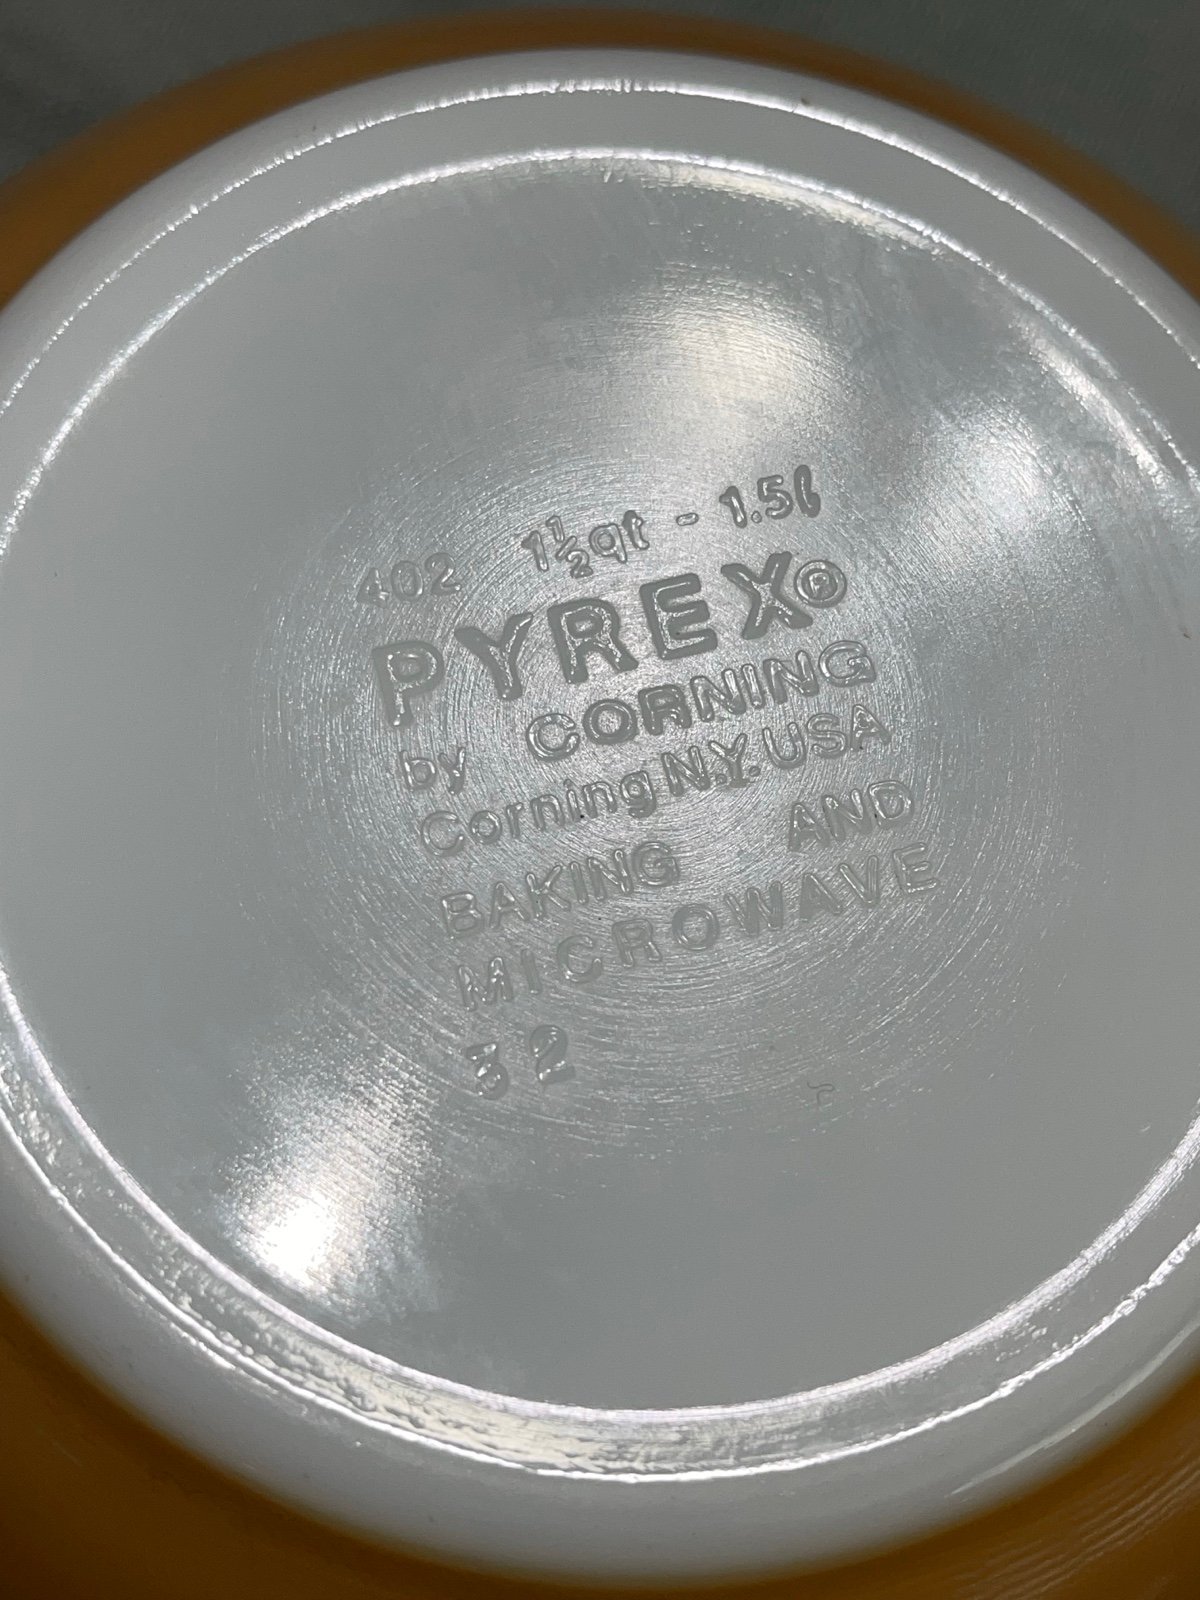 402 1½qt - 1.5ℓ
PYREX®
by CORNING
Corning N.Y. USA
BAKING AND
MICROWAVE
32